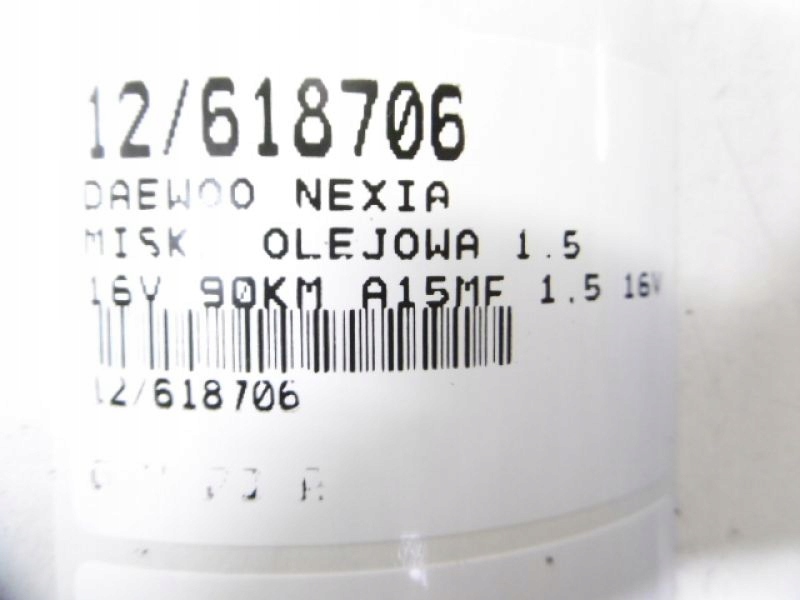 12/618706
DAEWOO NEXIA
MISK OLEJOWA 1.5
16V 90KM A15MF 1.5 16V
12/618706